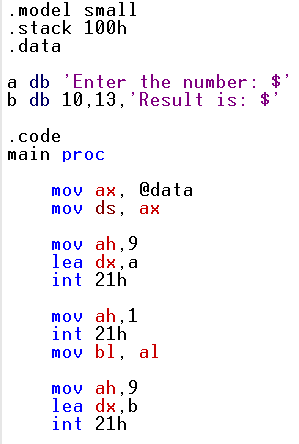 .model small
.stack 100h
.data
a db 'Enter the number: $'
b db 10,13,'Result is: $'
.code
main proc
mov ax, @data
mov ds, ax
mov ah,9
lea dx,a
int 21h
mov ah,1
int 21h
mov bl, al
mov ah,9
lea dx,b
int 21h